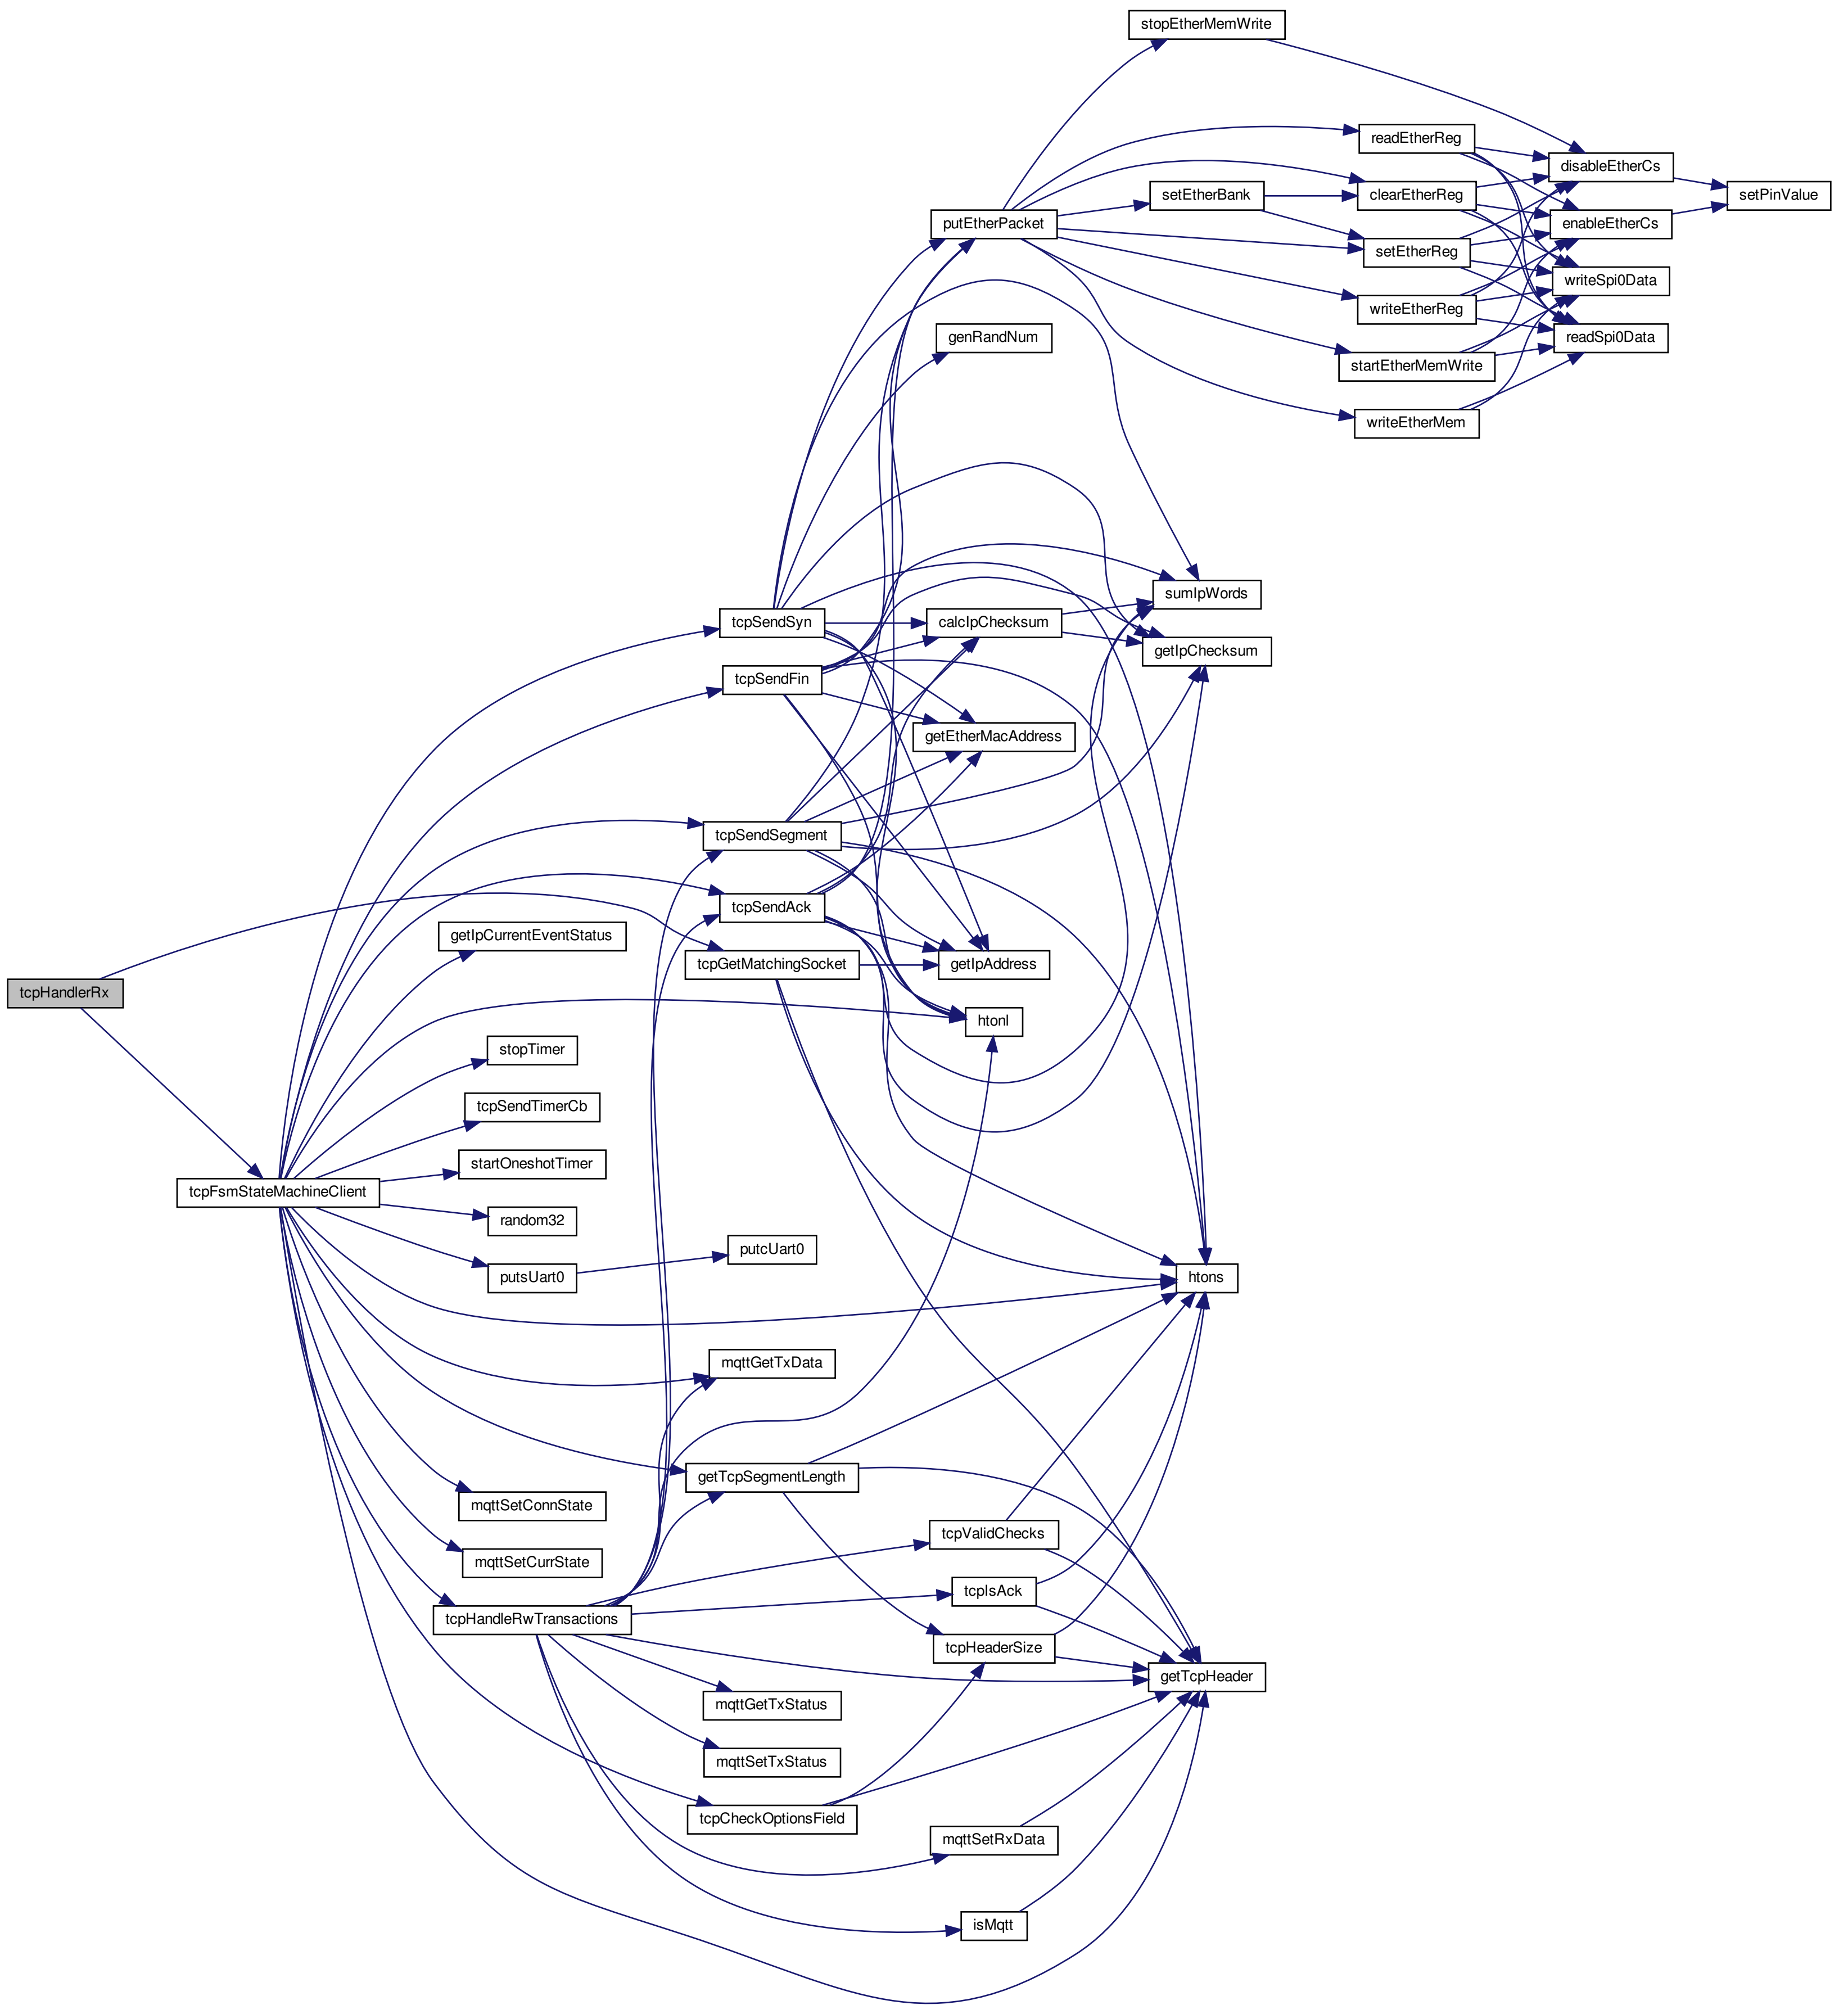 stopEtherMemWrite
readEtherReg
disableEtherCs
setPinValue
setEtherBank
clearEtherReg
putEtherPacket
enableEtherCs
setEtherReg
writeSpi0Data
writeEtherReg
genRandNum
readSpi0Data
startEtherMemWrite
writeEtherMem
sumIpWords
tcpSendSyn
calcIpChecksum
getIpChecksum
tcpSendFin
getEtherMacAddress
tcpSendSegment
tcpSendAck
getIpCurrentEventStatus
tcpGetMatchingSocket
getIpAddress
tcpHandlerRx
htonl
stopTimer
tcpSendTimerCb
startOneshotTimer
tcpFsmStateMachineClient
random32
putcUart0
putsUart0
htons
mqttGetTxData
getTcpSegmentLength
mqttSetConnState
tcpValidChecks
mqttSetCurrState
tcpIsAck
tcpHandleRwTransactions
tcpHeaderSize
getTcpHeader
mqttGetTxStatus
mqttSetTxStatus
tcpCheckOptionsField
mqttSetRxData
isMqtt